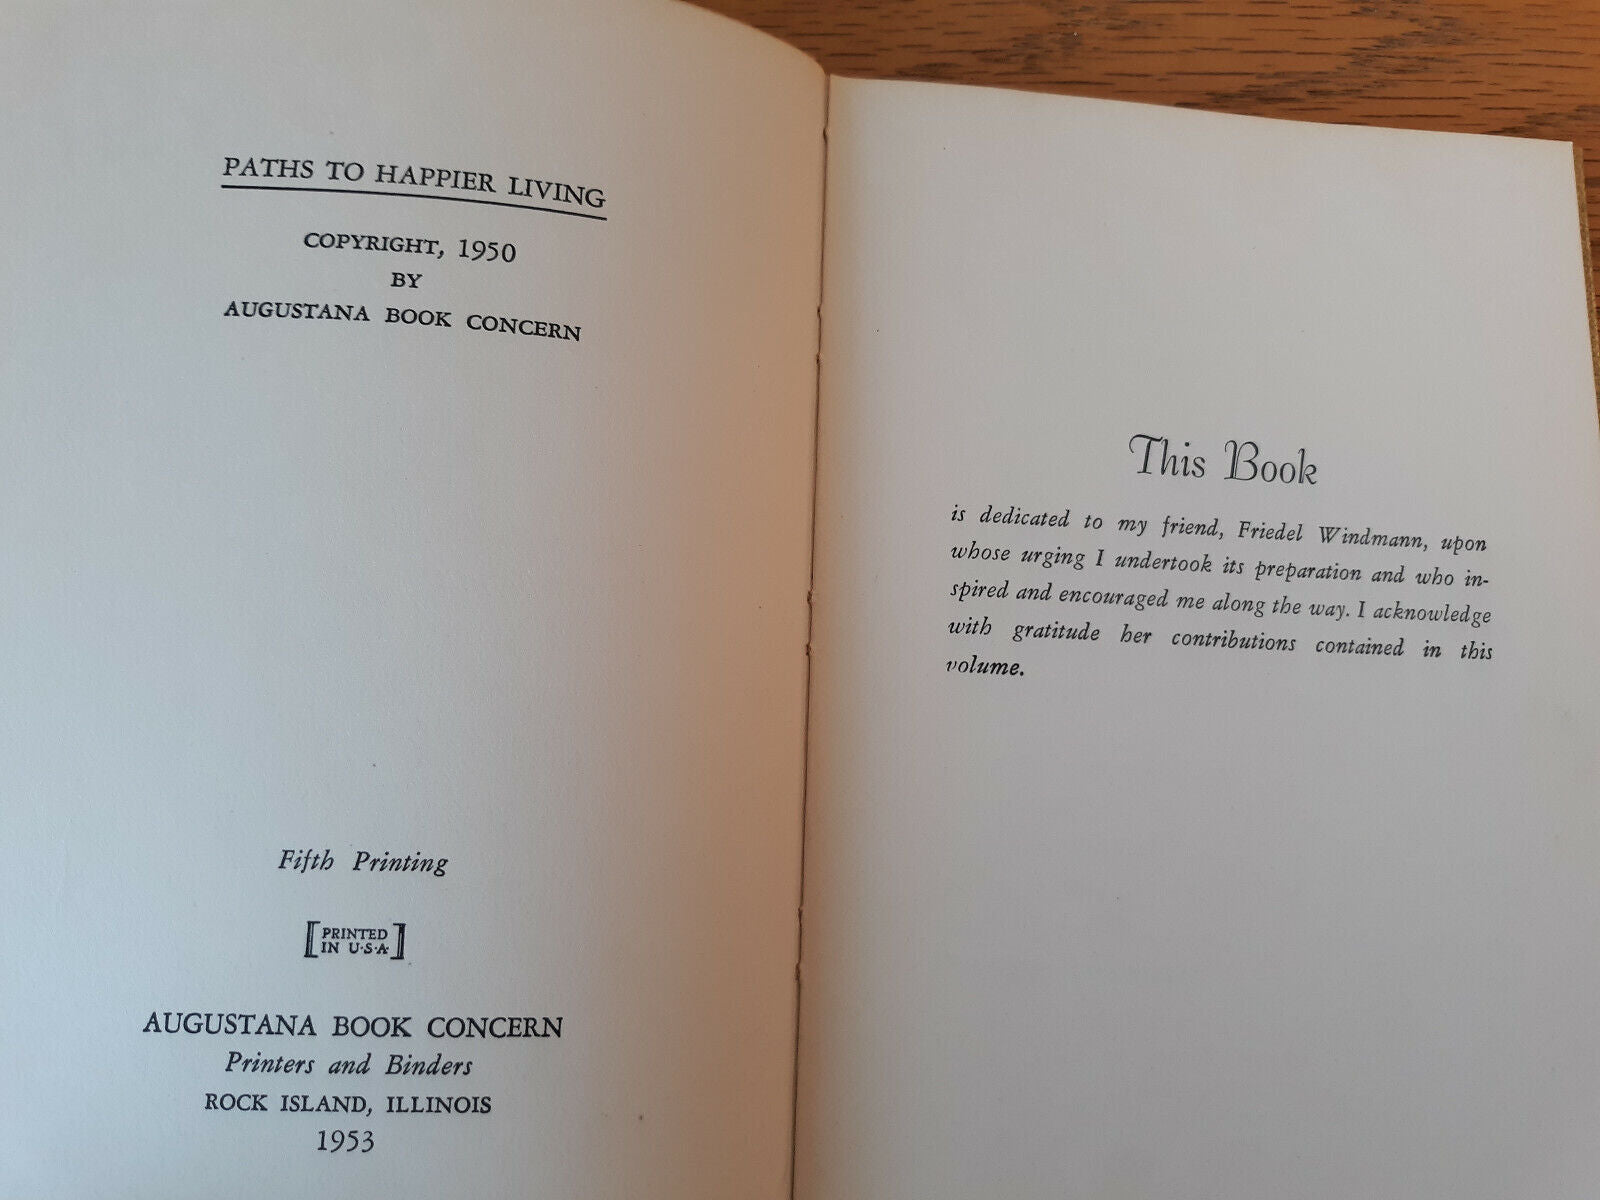 PATHS TO HAPPIER LIVING
COPYRIGHT, 1950
BY
AUGUSTANA BOOK CONCERN
Fifth Printing
PRINTED
IN U·S·A·
AUGUSTANA BOOK CONCERN
Printers and Binders
ROCK ISLAND, ILLINOIS
1953
This Book
is dedicated to my friend, Friedel Windmann, upon
whose urging I undertook its preparation and who in-
spired and encouraged me along the way. I acknowledge
with gratitude her contributions contained in this
volume.